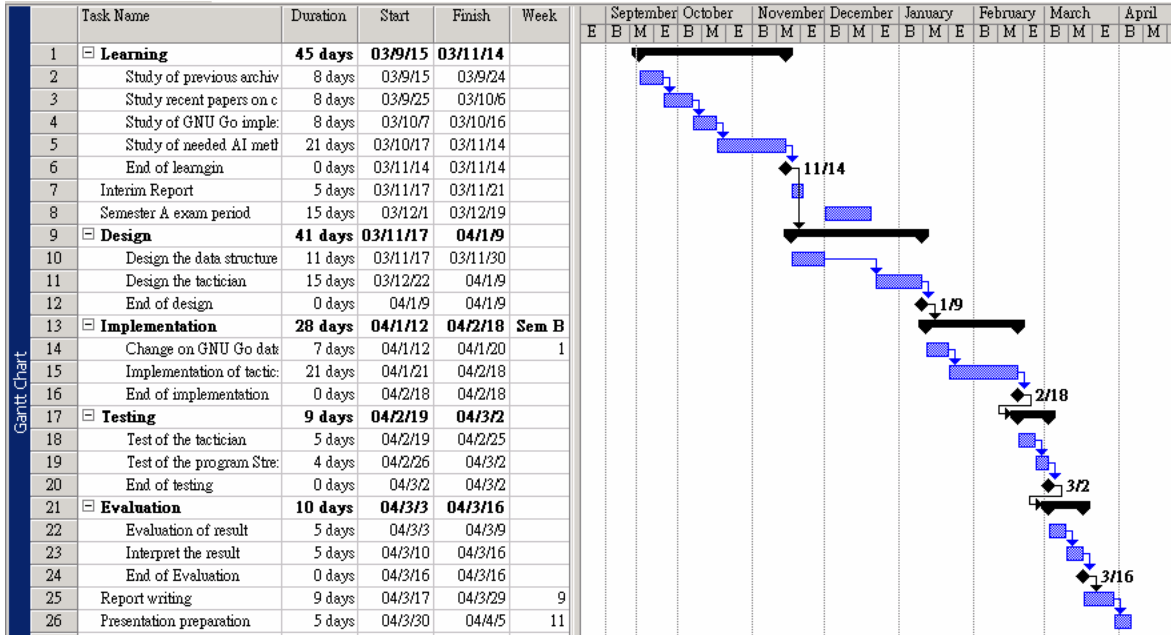 Task Name Duration Start Finish Week September October November December January February March April
E B M E B M E B M E B M E B M E B M E B M E B M
1 Learning 45 days 03/9/15 03/11/14
2 Study of previous archiv 8 days 03/9/15 03/9/24
3 Study recent papers on c 8 days 03/9/25 03/10/6
4 Study of GNU Go imple: 8 days 03/10/7 03/10/16
5 Study of needed AI meth 21 days 03/10/17 03/11/14
6 End of learngin 0 days 03/11/14 03/11/14 11/14
7 Interim Report 5 days 03/11/17 03/11/21
8 Semester A exam period 15 days 03/12/1 03/12/19
9 Design 41 days 03/11/17 04/1/9
10 Design the data structure 11 days 03/11/17 03/11/30
11 Design the tactician 15 days 03/12/22 04/1/9
12 End of design 0 days 04/1/9 04/1/9 1/9
13 Implementation 28 days 04/1/12 04/2/18 Sem B
14 Change on GNU Go data 7 days 04/1/12 04/1/20 1
15 Implementation of tactic: 21 days 04/1/21 04/2/18
16 End of implementation 0 days 04/2/18 04/2/18 2/18
17 Testing 9 days 04/2/19 04/3/2
18 Test of the tactician 5 days 04/2/19 04/2/25
19 Test of the program Stre: 4 days 04/2/26 04/3/2
20 End of testing 0 days 04/3/2 04/3/2 3/2
21 Evaluation 10 days 04/3/3 04/3/16
22 Evaluation of result 5 days 04/3/3 04/3/9
23 Interpret the result 5 days 04/3/10 04/3/16
24 End of Evaluation 0 days 04/3/16 04/3/16 3/16
25 Report writing 9 days 04/3/17 04/3/29 9
26 Presentation preparation 5 days 04/3/30 04/4/5 11
Gantt Chart